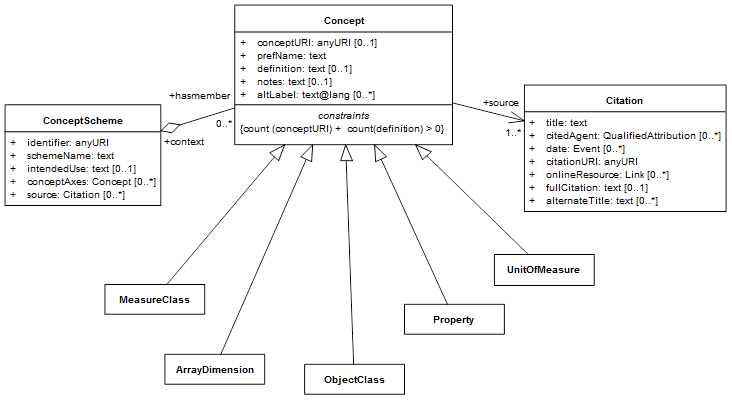 Concept
+ conceptURI: anyURI [0..1]
+ prefName: text
+ definition: text [0..1]
+ notes: text [0..1]
+ altLabel: text@lang [0..*]
constraints
{count (conceptURI) + count(definition) > 0}
+hasmember
0..*
+context
ConceptScheme
+ identifier: anyURI
+ schemeName: text
+ intendedUse: text [0..1]
+ conceptAxes: Concept [0..*]
+ source: Citation [0..*]
+source
1..*
Citation
+ title: text
+ citedAgent: QualifiedAttribution [0..*]
+ date: Event [0..*]
+ citationURI: anyURI
+ onlineResource: Link [0..*]
+ fullCitation: text [0..1]
+ alternateTitle: text [0..*]
UnitOfMeasure
MeasureClass
Property
ArrayDimension
ObjectClass